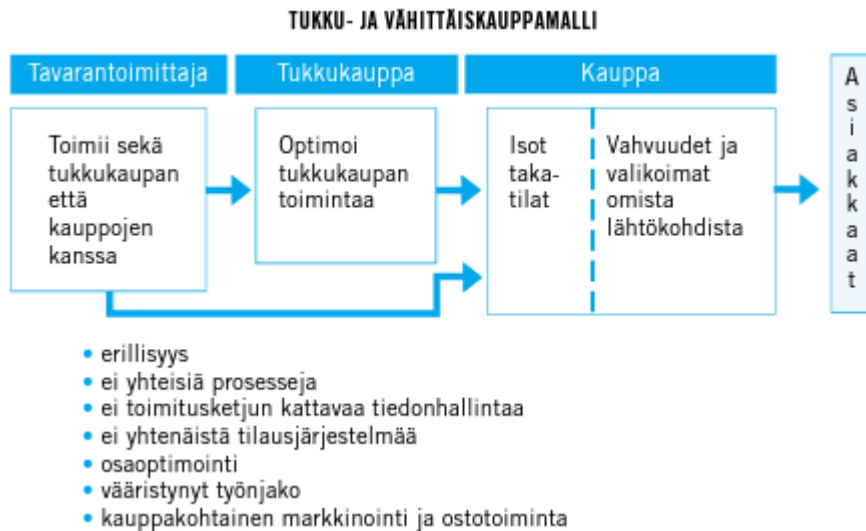 TUKKU- JA VÄHITTÄISKAUPPAMALLI
Tavarantoimittaja
Tukkukauppa
Kauppa
Toimii sekä
tukkukaupan
että
kauppojen
kanssa
Optimoi
tukkukaupan
toimintaa
Isot
taka-
tilat
Vahvuudet ja
valikoimat
omista
lähtökohdista
Asiakkaat
• erillisyys
• ei yhteisiä prosesseja
• ei toimitusketjun kattavaa tiedonhallintaa
• ei yhtenäistä tilausjärjestelmää
• osaoptimointi
• vääristynyt työnjako
• kauppakohtainen markkinointi ja ostotoiminta